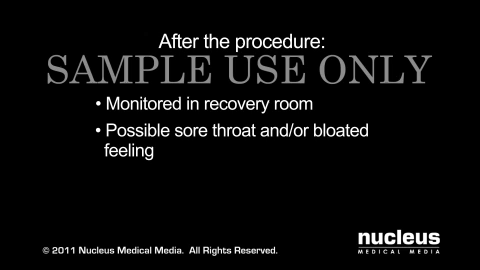 After the procedure:
SAMPLE USE ONLY
• Monitored in recovery room
• Possible sore throat and/or bloated
feeling
nucleus
MEDICAL MEDIA
© 2011 Nucleus Medical Media. All Rights Reserved.